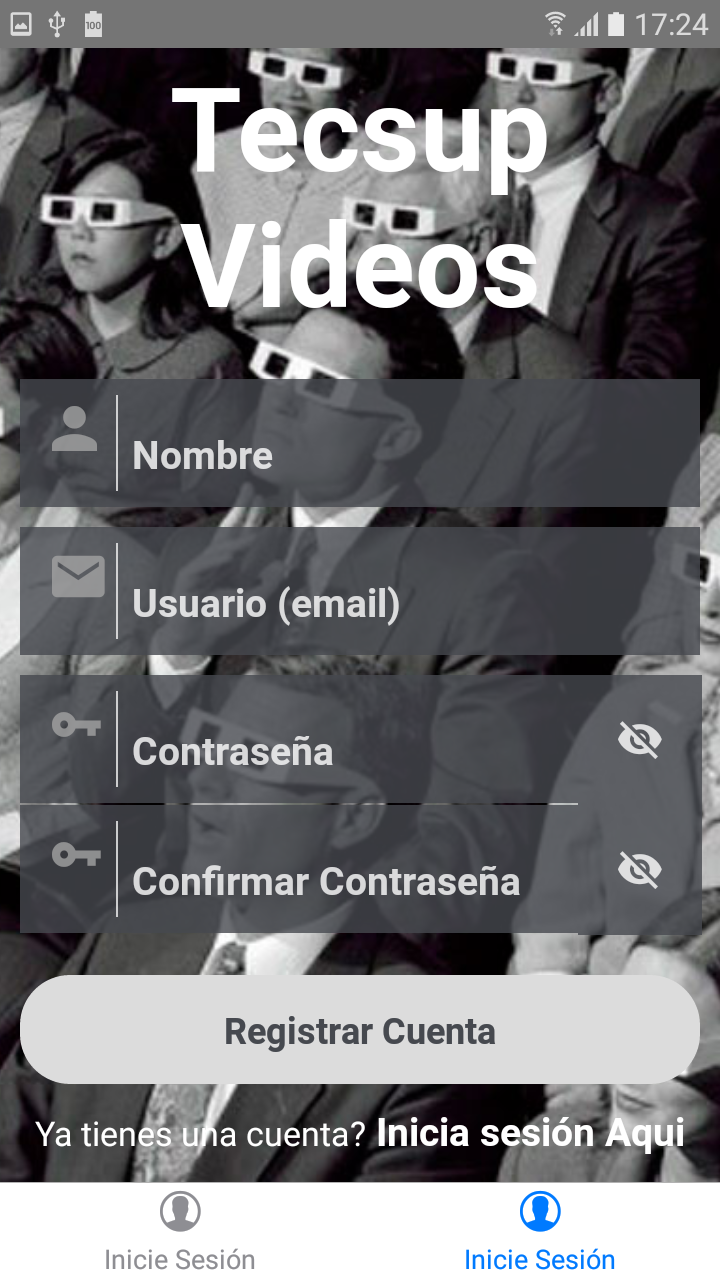 100
17:24
Tecsup
Videos
Nombre
Usuario (email)
Contraseña
Confirmar Contraseña
Registrar Cuenta
Ya tienes una cuenta? Inicia sesión Aqui
Inicie Sesión
Inicie Sesión